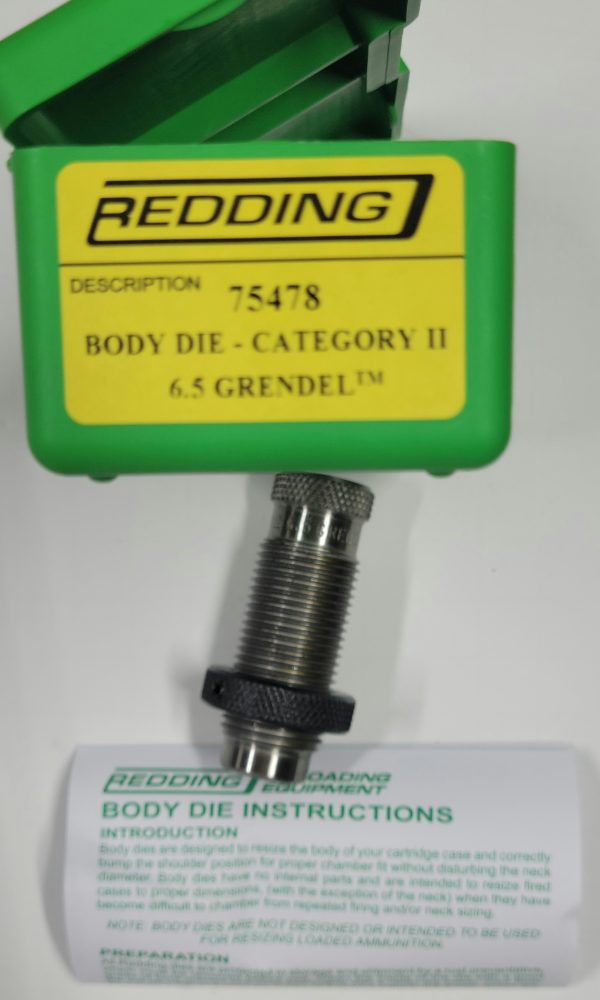 REDDING
DESCRIPTION 75478
BODY DIE - CATEGORY II
6.5 GRENDEL™
REDDING RELOADING
EQUIPMENT
BODY DIE INSTRUCTIONS
INTRODUCTION
Body dies are designed to resize the body of your cartridge case and correctly
bump the shoulder position for proper chamber fit without disturbing the neck
diameter. Body dies have no internal parts and are intended to resize fired
cases to proper dimensions, (with the exception of the neck) when they have
become difficult to chamber from repeated firing and/or neck sizing.
NOTE: BODY DIES ARE NOT DESIGNED OR INTENDED TO BE USED
FOR RESIZING LOADED AMMUNITION.
PREPARATION